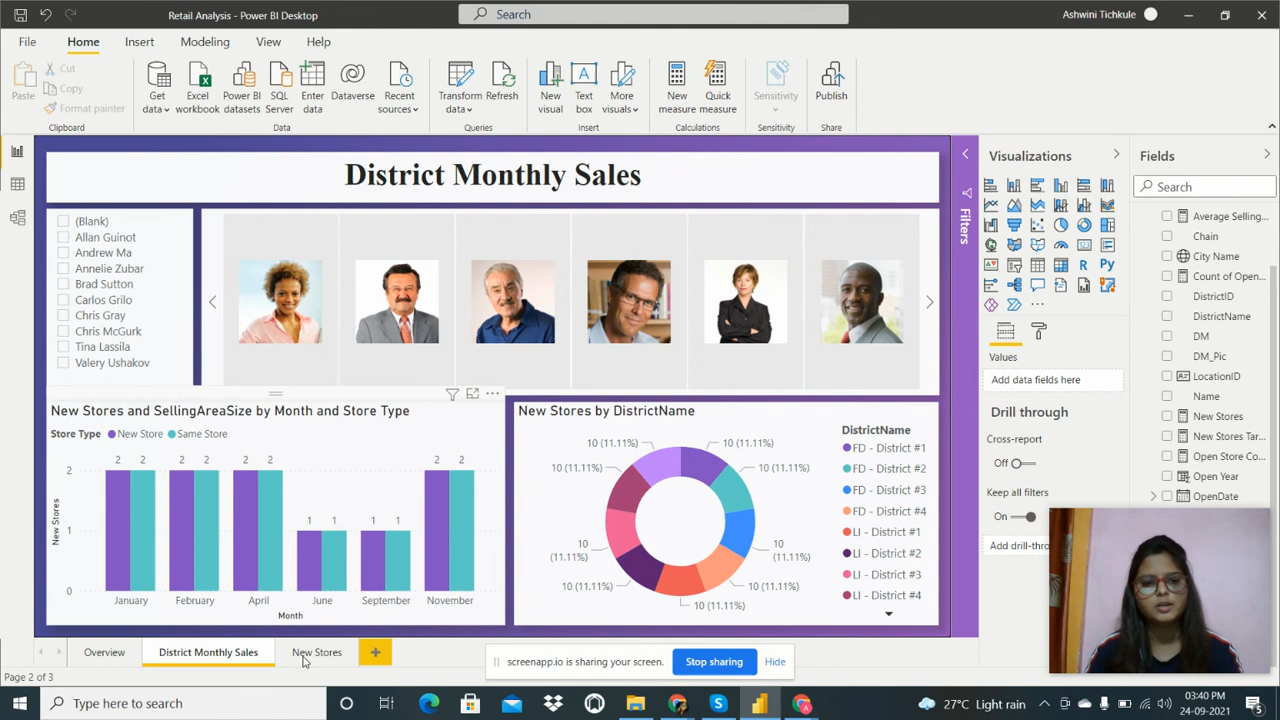 Retail Analysis - Power BI Desktop
Search
Ashwini Tichkule
File
Home
Insert
Modeling
View
Help
Paste
Cut
Copy
Format painter
Clipboard
Get data
Excel workbook
Power BI datasets
SQL Server
Enter data
Dataverse
Recent sources
Data
Transform data
Refresh
Queries
New visual
Text box
More visuals
Insert
New measure
Quick measure
Calculations
Sensitivity
Sensitivity
Publish
Share
District Monthly Sales
(Blank)
Allan Guinot
Andrew Ma
Annelie Zubar
Brad Sutton
Carlos Grilo
Chris Gray
Chris McGurk
Tina Lassila
Valery Ushakov
New Stores and SellingAreaSize by Month and Store Type
Store Type New Store Same Store
New Stores
2
1
0
2 2 2 2 2 2 1 1 1 1 2 2
January February April June September November
Month
New Stores by DistrictName
10 (11.11%)
10 (11.11%)
10 (11.11%)
10 (11.11%)
10 (11.11%)
10 (11.11%)
10 (11.11%)
10 (11.11%)
10 (11.11%)
DistrictName
FD - District #1
FD - District #2
FD - District #3
FD - District #4
LI - District #1
LI - District #2
LI - District #3
LI - District #4
Filters
Visualizations
R
Py
Values
Add data fields here
Drill through
Cross-report
Off
Keep all filters
On
Add drill-thro
Fields
Search
Average Selling...
Chain
City Name
Count of Open...
DistrictID
DistrictName
DM
DM_Pic
LocationID
Name
New Stores
New Stores Tar...
Open Store Co...
Open Year
OpenDate
Overview
District Monthly Sales
New Stores
Page 2 of 3
screenapp.io is sharing your screen.
Stop sharing
Hide
Type here to search
27°C Light rain
03:40 PM
24-09-2021
5